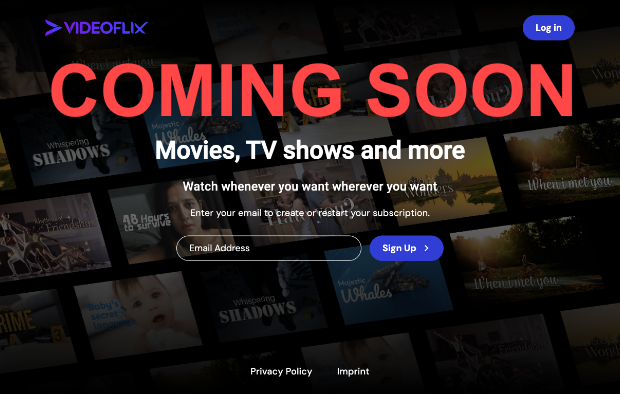 VIDEOFLIX
Log in
COMING SOON
Movies, TV shows and more
Watch whenever you want wherever you want
Enter your email to create or restart your subscription.
Email Address
Sign Up
Whispering
SHADOWS
Majestic
Whales
When i met you
48 Hours
to survive
Baby's
secret
Whispering
SHADOWS
Majestic
Whales
When i met you
Privacy Policy
Imprint